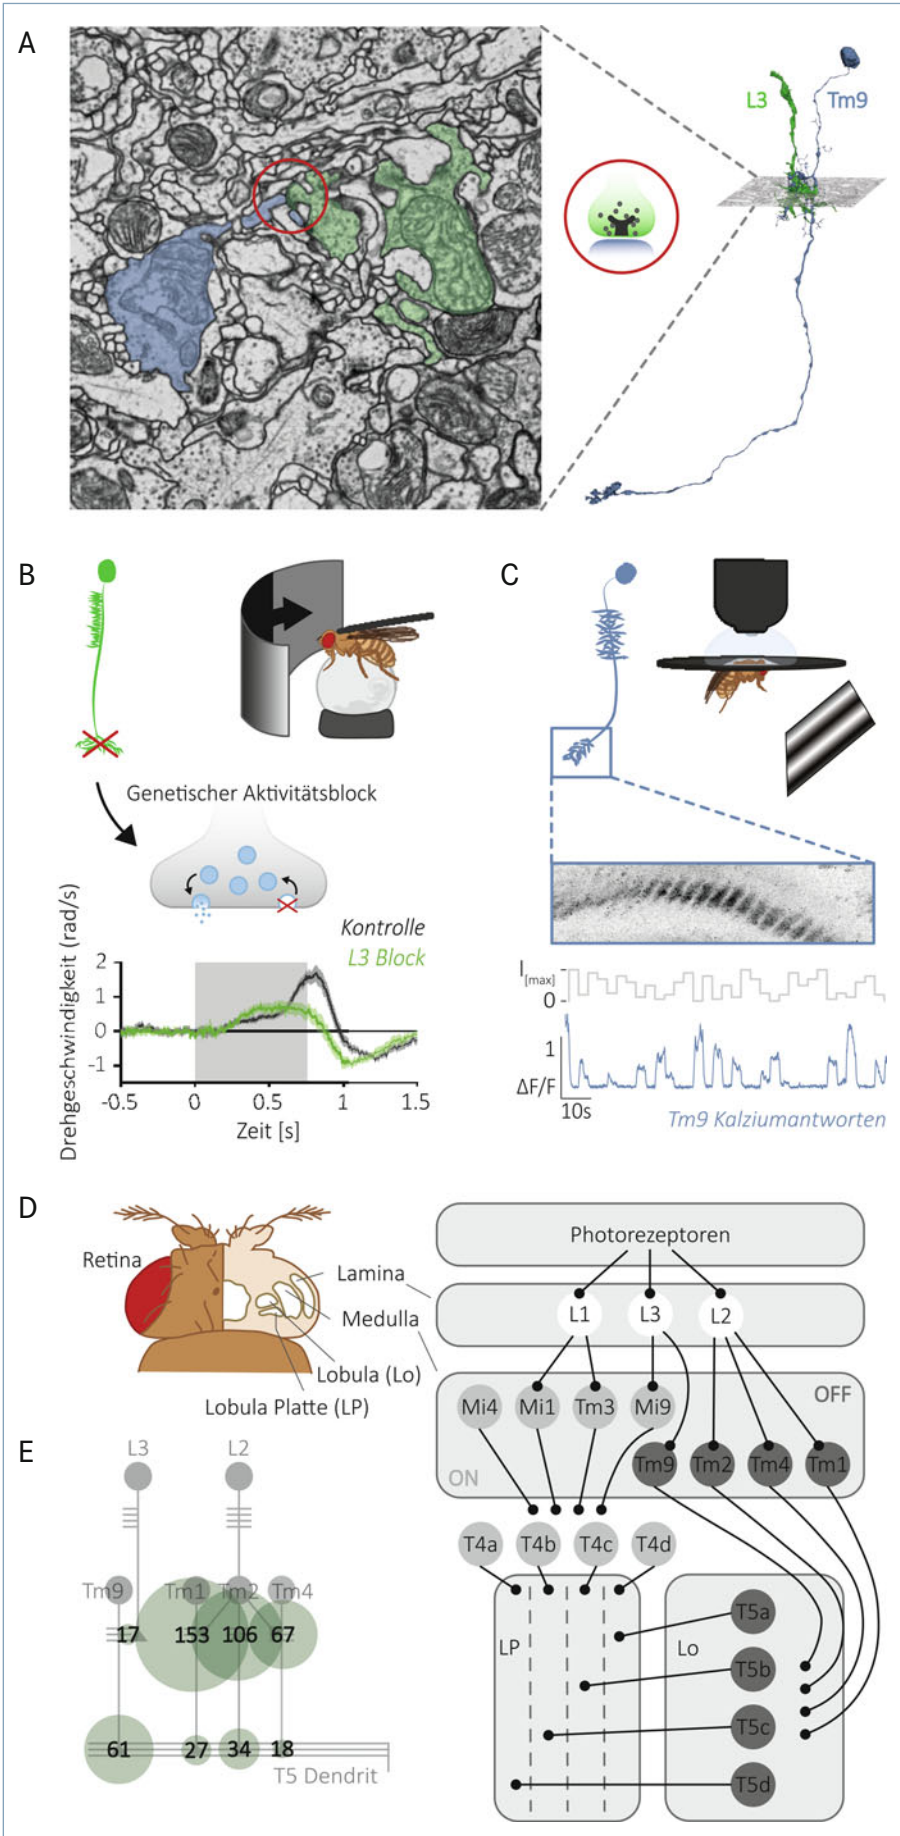 A
L3
Tm9
B
C
Genetischer Aktivitätsblock
Kontrolle
L3 Block
Drehgeschwindigkeit (rad/s)
2
1
0
-1
-0.5
0
0.5
1
1.5
Zeit [s]
I[max]
0
1
ΔF/F
10s
Tm9 Kalziumantworten
D
Retina
Lamina
Medulla
Lobula (Lo)
Lobula Platte (LP)
Photorezeptoren
L1
L3
L2
OFF
Mi4
Mi1
Tm3
Mi9
Tm9
Tm2
Tm4
Tm1
ON
T4a
T4b
T4c
T4d
LP
Lo
T5a
T5b
T5c
T5d
E
L3
L2
Tm9
Tm1
Tm2
Tm4
17
153
106
67
61
27
34
18
T5 Dendrit